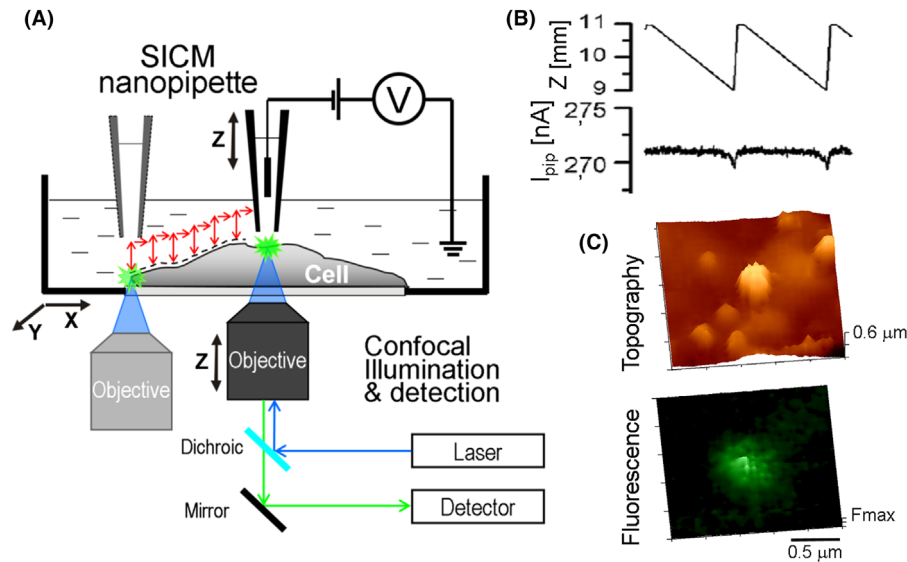 (A)
SICM
nanopipette
Z
V
Cell
Y
X
Objective
Z
Objective
Confocal
Illumination
& detection
Dichroic
Laser
Mirror
Detector
(B)
Z [mm]
11
10
9
I pip [nA]
275
270
(C)
Topography
0.6 μm
Fluorescence
Fmax
0.5 μm